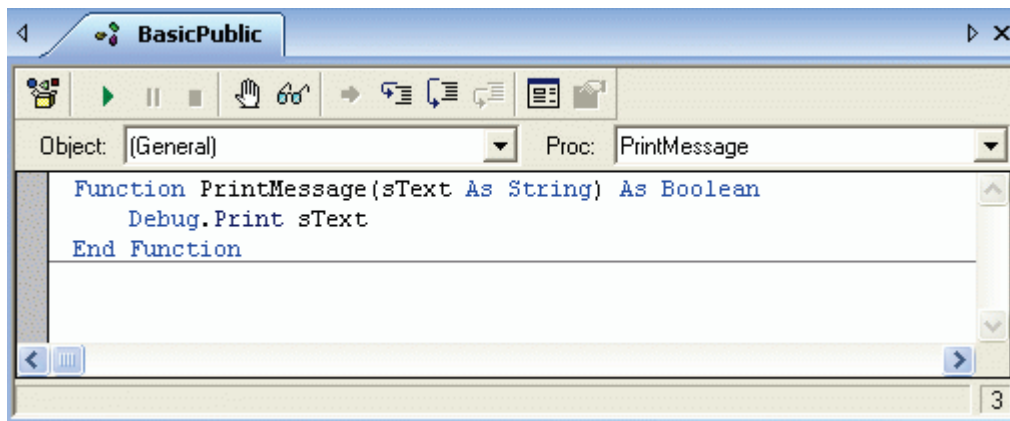 BasicPublic
Object: (General) Proc: PrintMessage
Function PrintMessage(sText As String) As Boolean
    Debug.Print sText
End Function
3